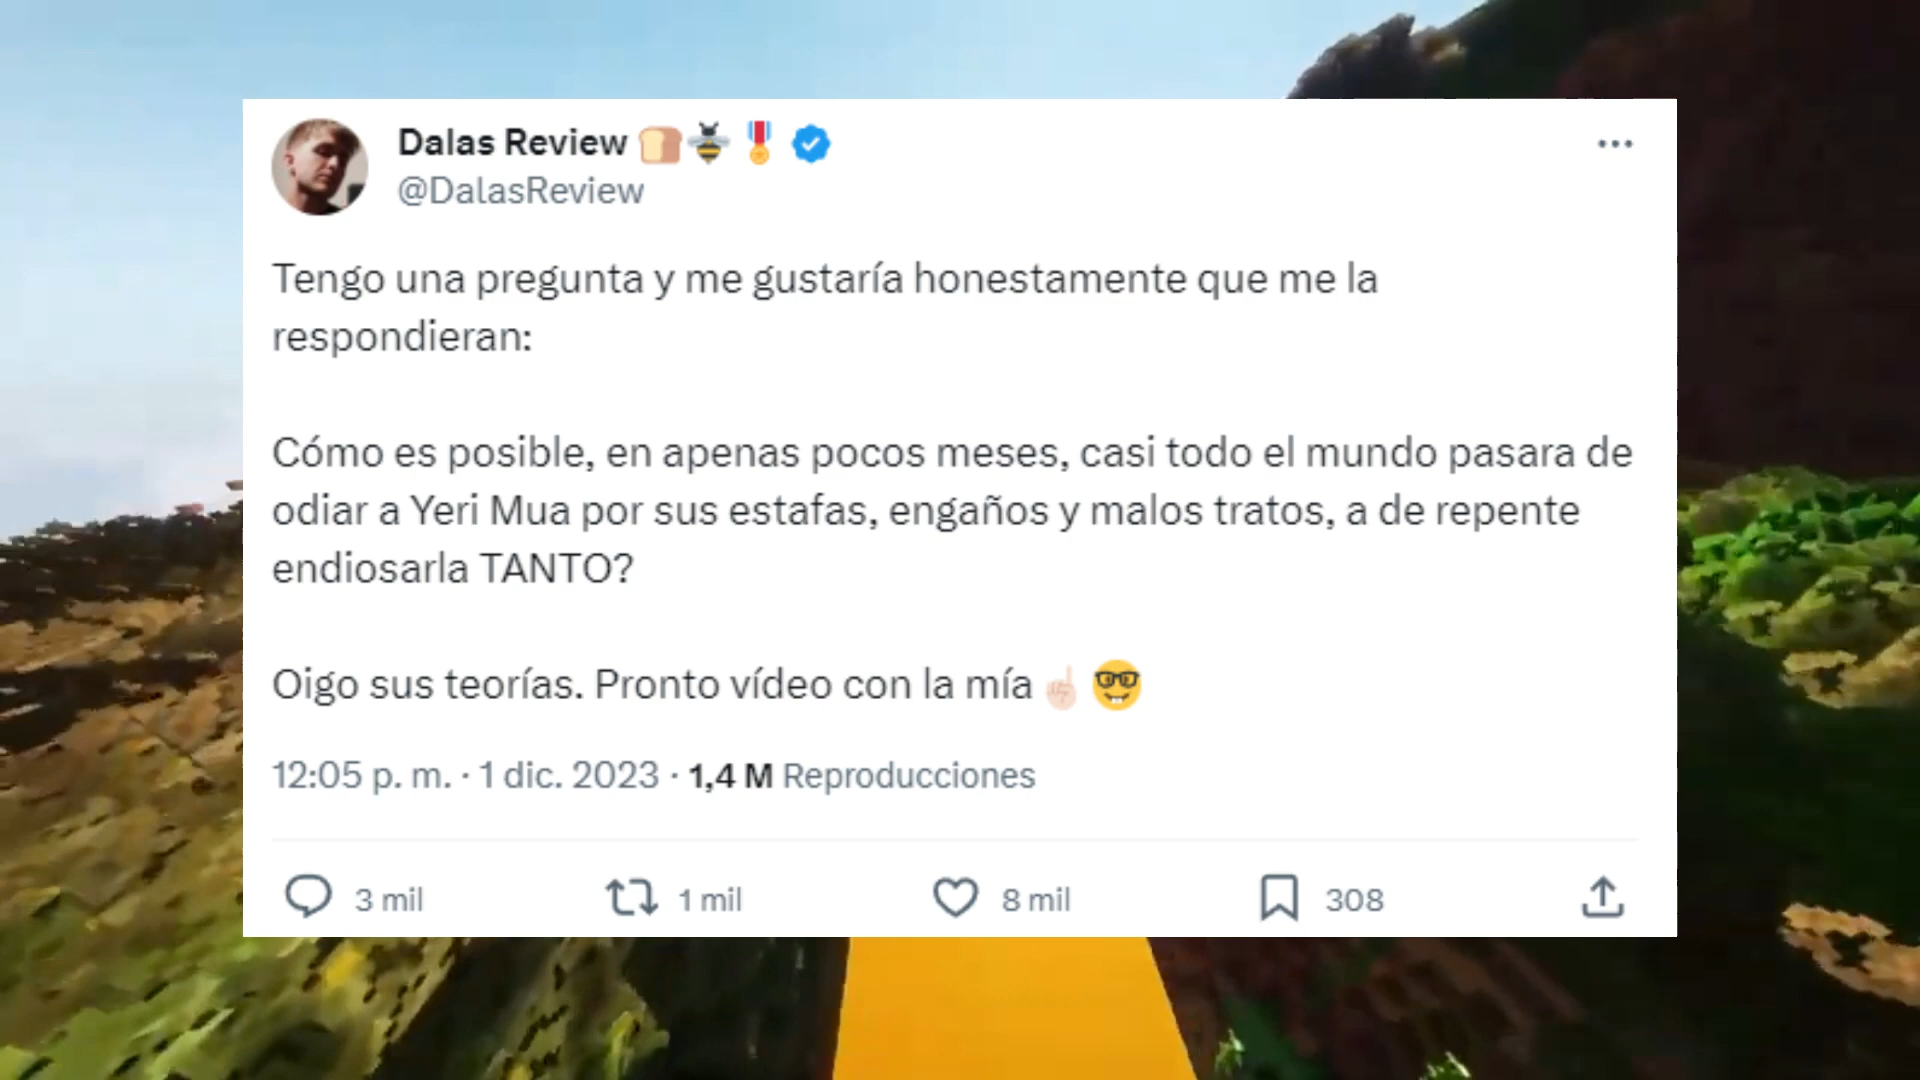 Dalas Review 🍞🐝🎖️
@DalasReview
Tengo una pregunta y me gustaría honestamente que me la
respondieran:
Cómo es posible, en apenas pocos meses, casi todo el mundo pasara de
odiar a Yeri Mua por sus estafas, engaños y malos tratos, a de repente
endiosarla TANTO?
Oigo sus teorías. Pronto vídeo con la mía ☝🏻 🤓
12:05 p. m. · 1 dic. 2023 · 1,4 M Reproducciones
3 mil 1 mil 8 mil 308